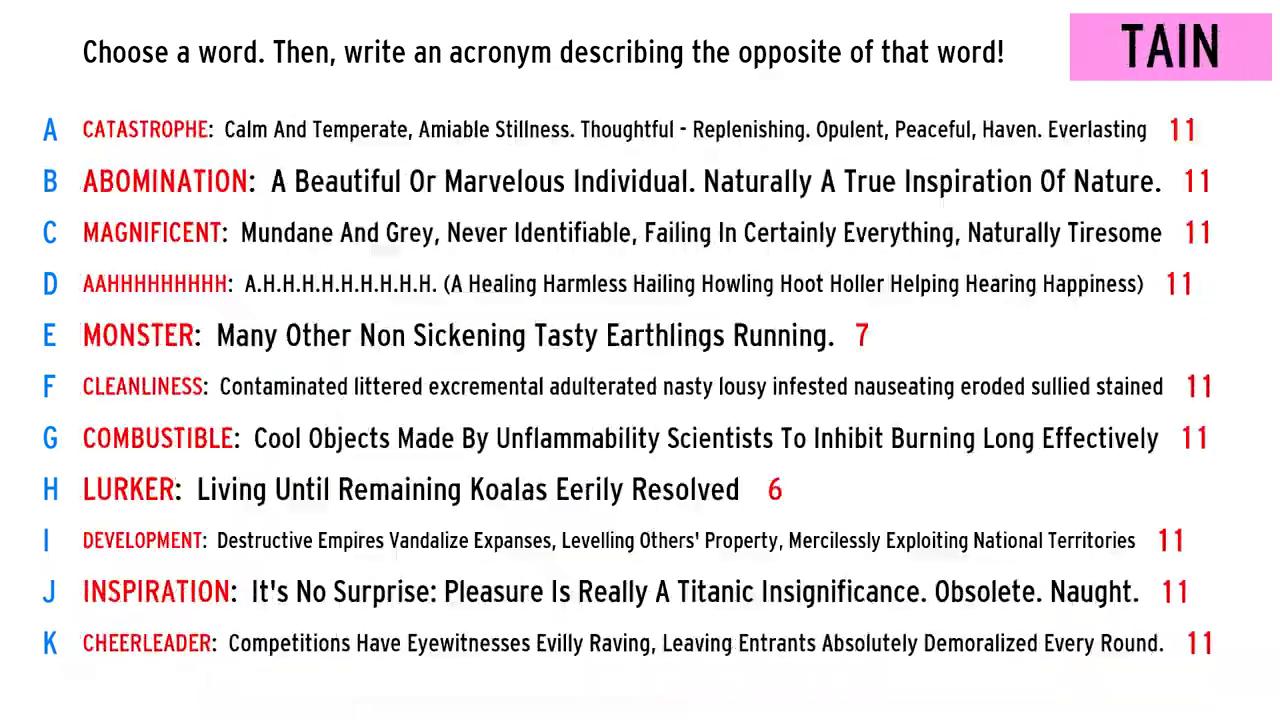 Choose a word. Then, write an acronym describing the opposite of that word!
TAIN
A CATASTROPHE: Calm And Temperate, Amiable Stillness. Thoughtful - Replenishing. Opulent, Peaceful, Haven. Everlasting 11
B ABOMINATION: A Beautiful Or Marvelous Individual. Naturally A True Inspiration Of Nature. 11
C MAGNIFICENT: Mundane And Grey, Never Identifiable, Failing In Certainly Everything, Naturally Tiresome 11
D AAHHHHHHHHH: A.H.H.H.H.H.H.H.H.H. (A Healing Harmless Hailing Howling Hoot Holler Helping Hearing Happiness) 11
E MONSTER: Many Other Non Sickening Tasty Earthlings Running. 7
F CLEANLINESS: Contaminated littered excremental adulterated nasty lousy infested nauseating eroded sullied stained 11
G COMBUSTIBLE: Cool Objects Made By Unflammability Scientists To Inhibit Burning Long Effectively 11
H LURKER: Living Until Remaining Koalas Eerily Resolved 6
I DEVELOPMENT: Destructive Empires Vandalize Expanses, Levelling Others' Property, Mercilessly Exploiting National Territories 11
J INSPIRATION: It's No Surprise: Pleasure Is Really A Titanic Insignificance. Obsolete. Naught. 11
K CHEERLEADER: Competitions Have Eyewitnesses Evilly Raving, Leaving Entrants Absolutely Demoralized Every Round. 11